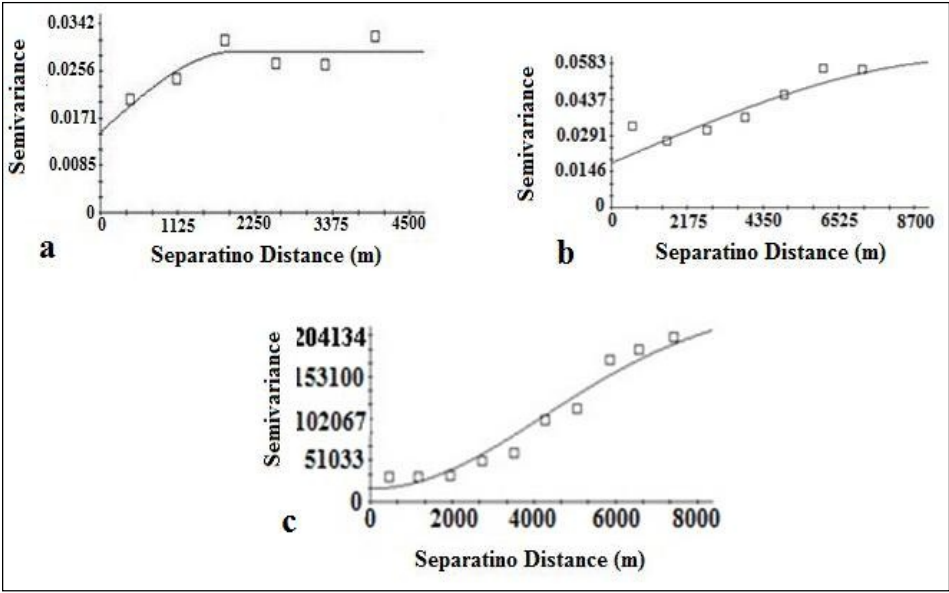 Semivariance
0.0342
0.0256
0.0171
0.0085
0
0 1125 2250 3375 4500
Separatino Distance (m)
a
Semivariance
0.0583
0.0437
0.0291
0.0146
0
0 2175 4350 6525 8700
Separatino Distance (m)
b
Semivariance
204134
153100
102067
51033
0
0 2000 4000 6000 8000
Separatino Distance (m)
c